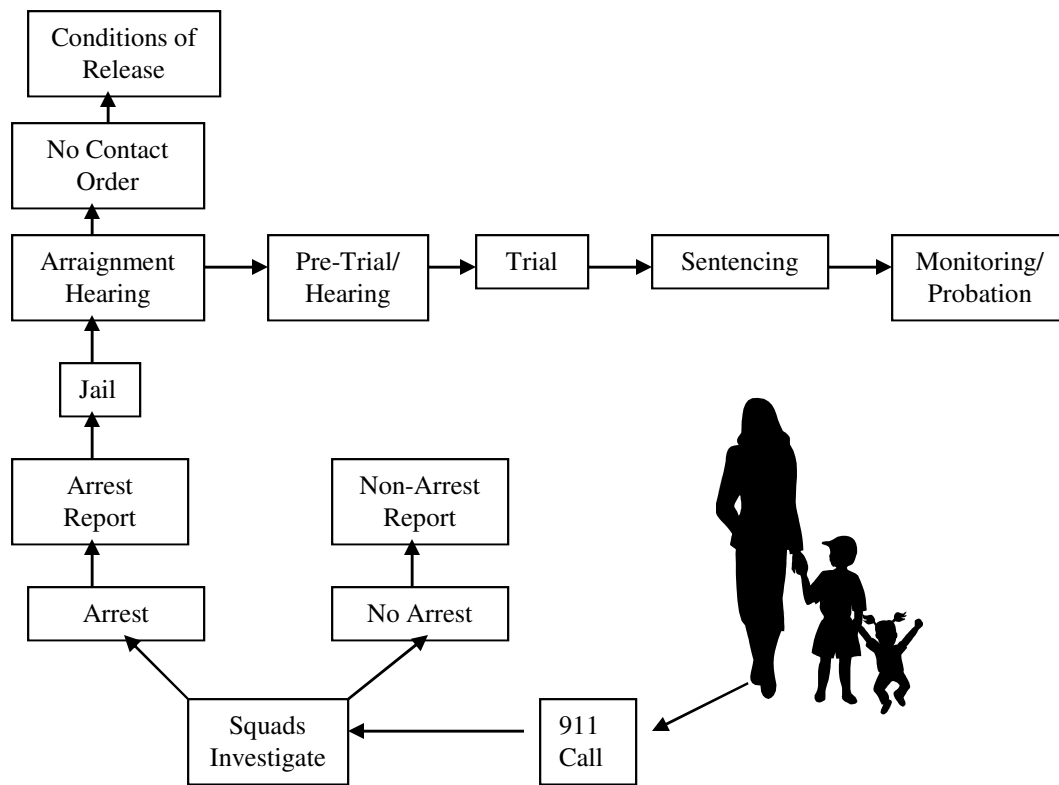 Conditions of
Release
No Contact
Order
Arraignment
Hearing
Pre-Trial/
Hearing
Trial
Sentencing
Monitoring/
Probation
Jail
Arrest
Report
Non-Arrest
Report
Arrest
No Arrest
Squads
Investigate
911
Call